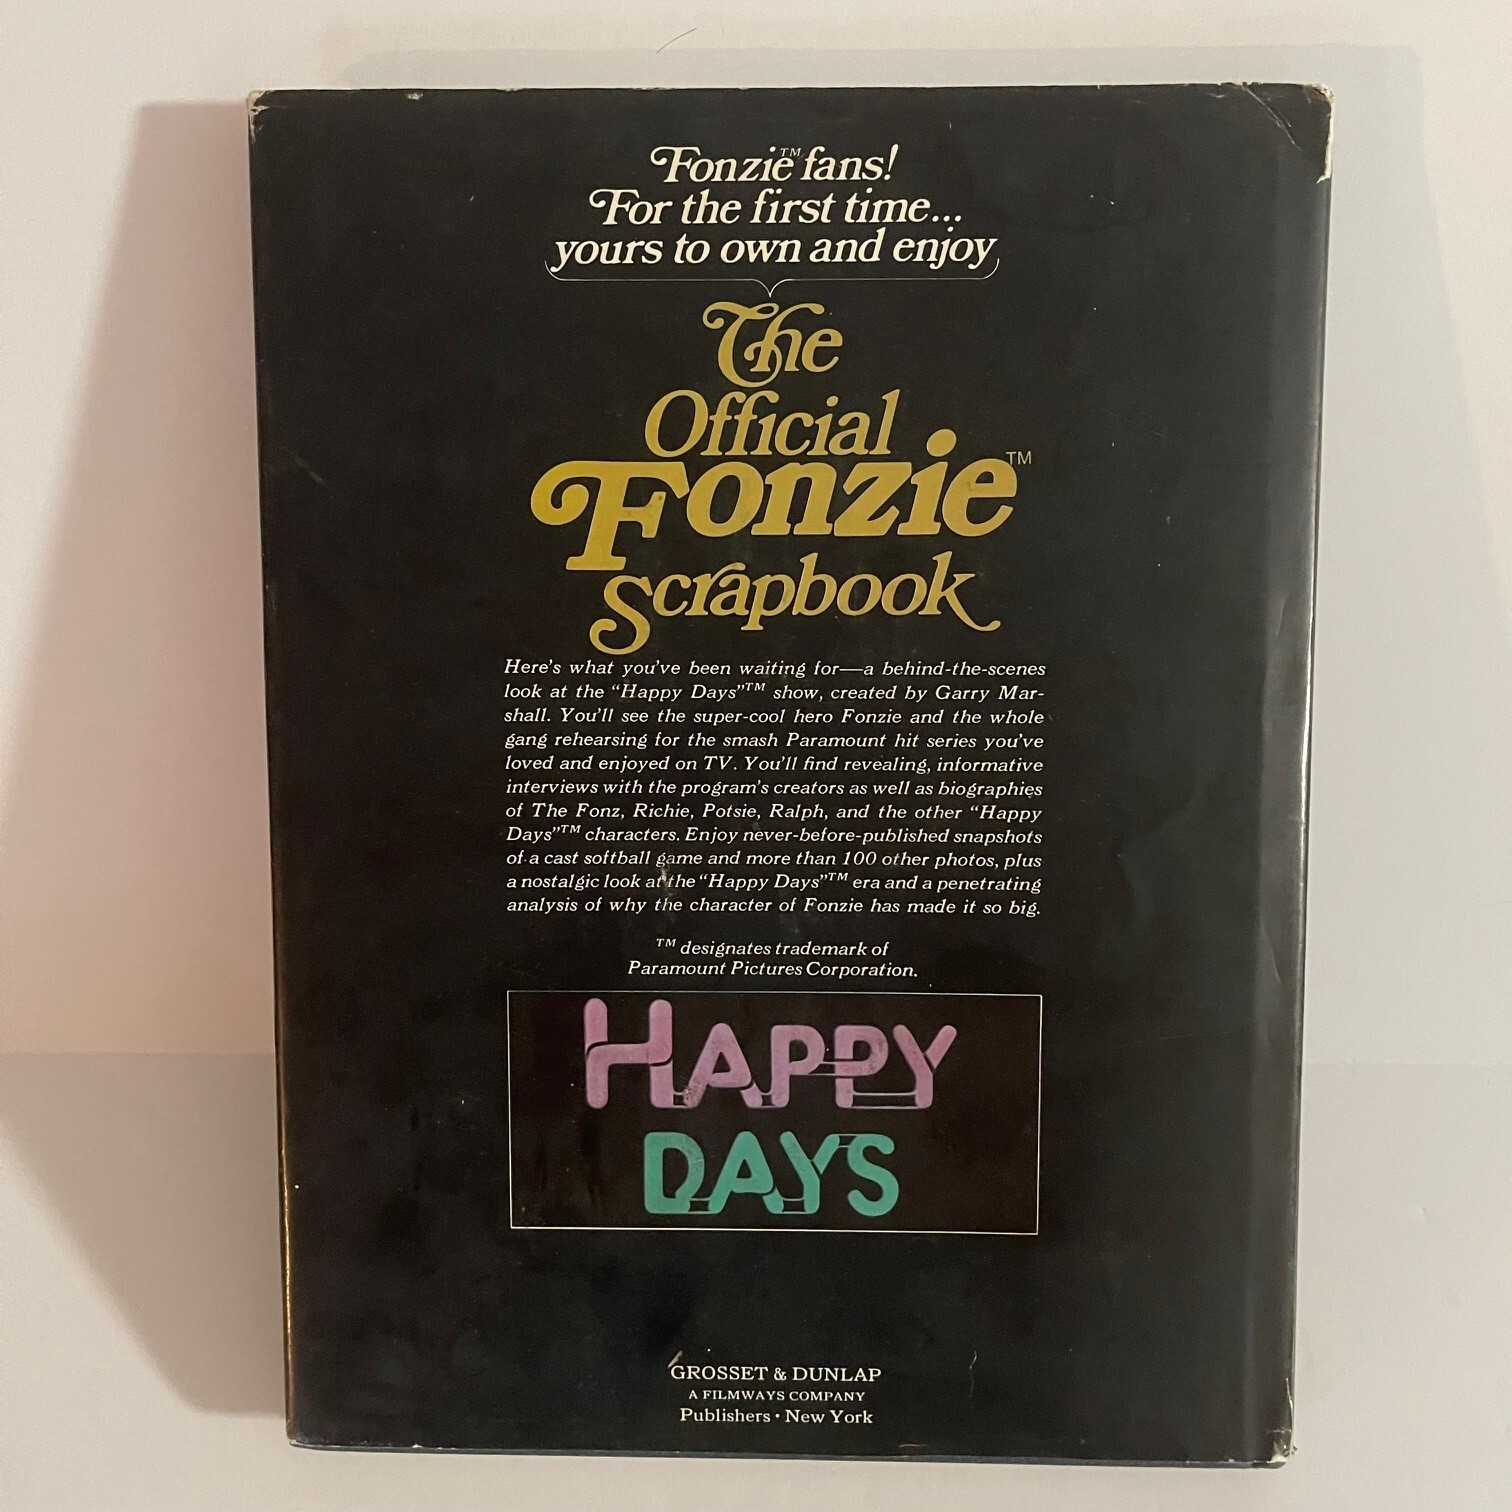 Fonzie™ fans!
For the first time...
yours to own and enjoy
The
Official
Fonzie™
Scrapbook
Here's what you've been waiting for—a behind-the-scenes
look at the “Happy Days”™ show, created by Garry Mar-
shall. You'll see the super-cool hero Fonzie and the whole
gang rehearsing for the smash Paramount hit series you've
loved and enjoyed on TV. You'll find revealing, informative
interviews with the program's creators as well as biographies
of The Fonz, Richie, Potsie, Ralph, and the other “Happy
Days”™ characters. Enjoy never-before-published snapshots
of a cast softball game and more than 100 other photos, plus
a nostalgic look at the “Happy Days”™ era and a penetrating
analysis of why the character of Fonzie has made it so big.
™ designates trademark of
Paramount Pictures Corporation.
HAPPY
DAYS
GROSSET & DUNLAP
A FILMWAYS COMPANY
Publishers • New York